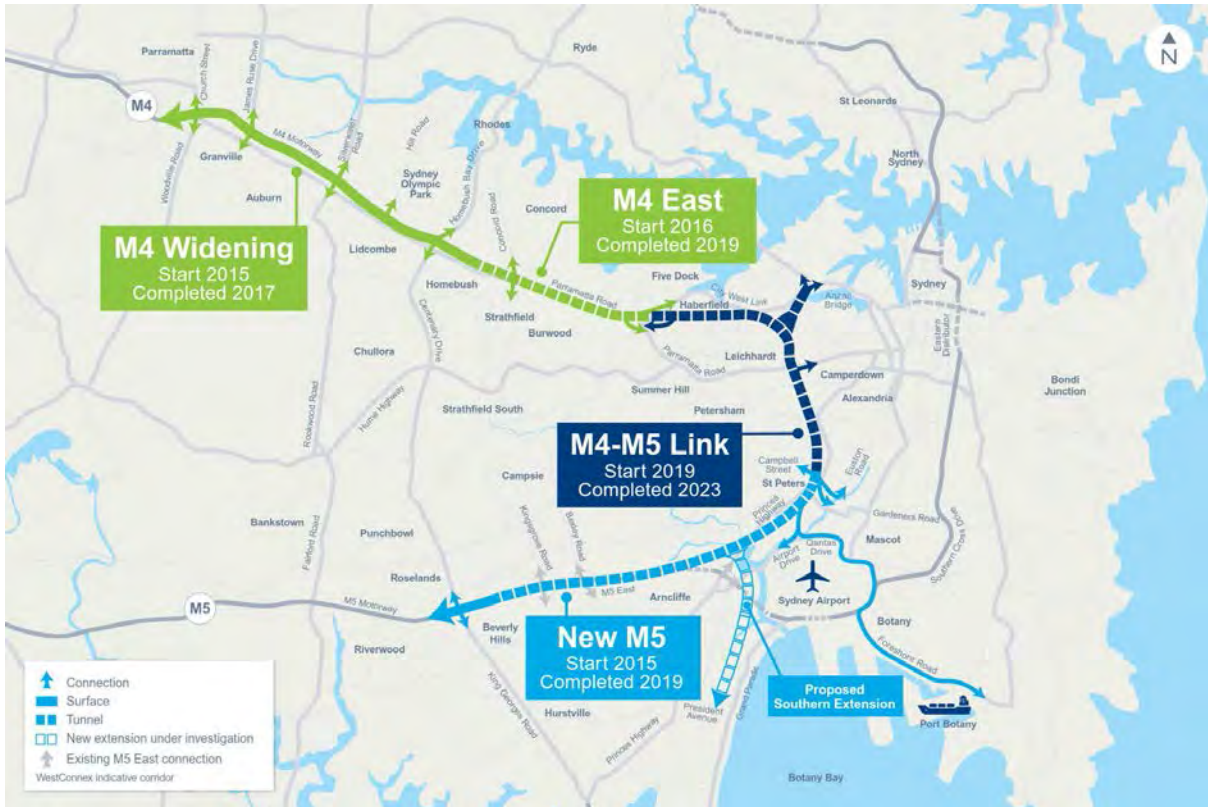 Parramatta
Church Street
James Ruse Drive
Ryde
N
M4
St Leonards
M4 Motorway
Silverwater Road
Hill Road
Rhodes
Homebush Bay Drive
Granville
Woodville Road
Auburn
Sydney
Olympic
Park
North
Sydney
Concord Road
Concord
M4 East
Start 2016
Completed 2019
M4 Widening
Start 2015
Completed 2017
Lidcombe
Homebush
Parramatta Road
Five Dock
City West Link
Haberfield
Anzac
Bridge
Sydney
Eastern
Distributor
Strathfield
Burwood
Centenary Drive
Chullora
Leichhardt
Parramatta Road
Camperdown
Bondi
Junction
Summer Hill
Alexandria
Rookwood Road
Hume Highway
Strathfield South
Petersham
M4-M5 Link
Start 2019
Completed 2023
Campbell
Street
Euston
Road
St Peters
Campsie
Bankstown
Fairford Road
Punchbowl
Kingsgrove Road
Bexley Road
Princes
Highway
Gardeners Road
Mascot
Southern Cross Drive
Airport
Drive
Qantas
Drive
Roselands
M5
M5 Motorway
M5 East
Arncliffe
Sydney Airport
Botany
Foreshore Road
Riverwood
Beverly
Hills
New M5
Start 2015
Completed 2019
King Georges Road
Hurstville
President
Avenue
Grand Parade
Princes Highway
Proposed
Southern Extension
Port Botany
Botany Bay
Connection
Surface
Tunnel
New extension under investigation
Existing M5 East connection
WestConnex indicative corridor